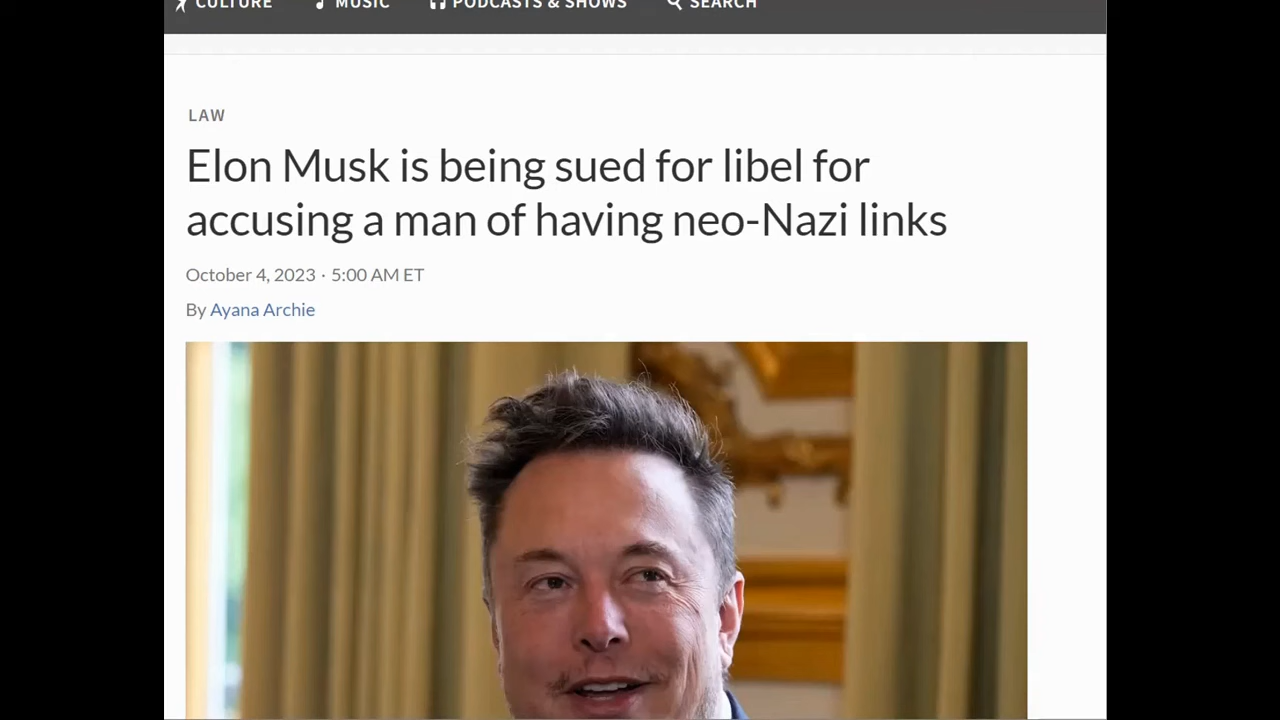 CULTURE MUSIC PODCASTS & SHOWS SEARCH
LAW
Elon Musk is being sued for libel for
accusing a man of having neo-Nazi links
October 4, 2023 · 5:00 AM ET
By Ayana Archie